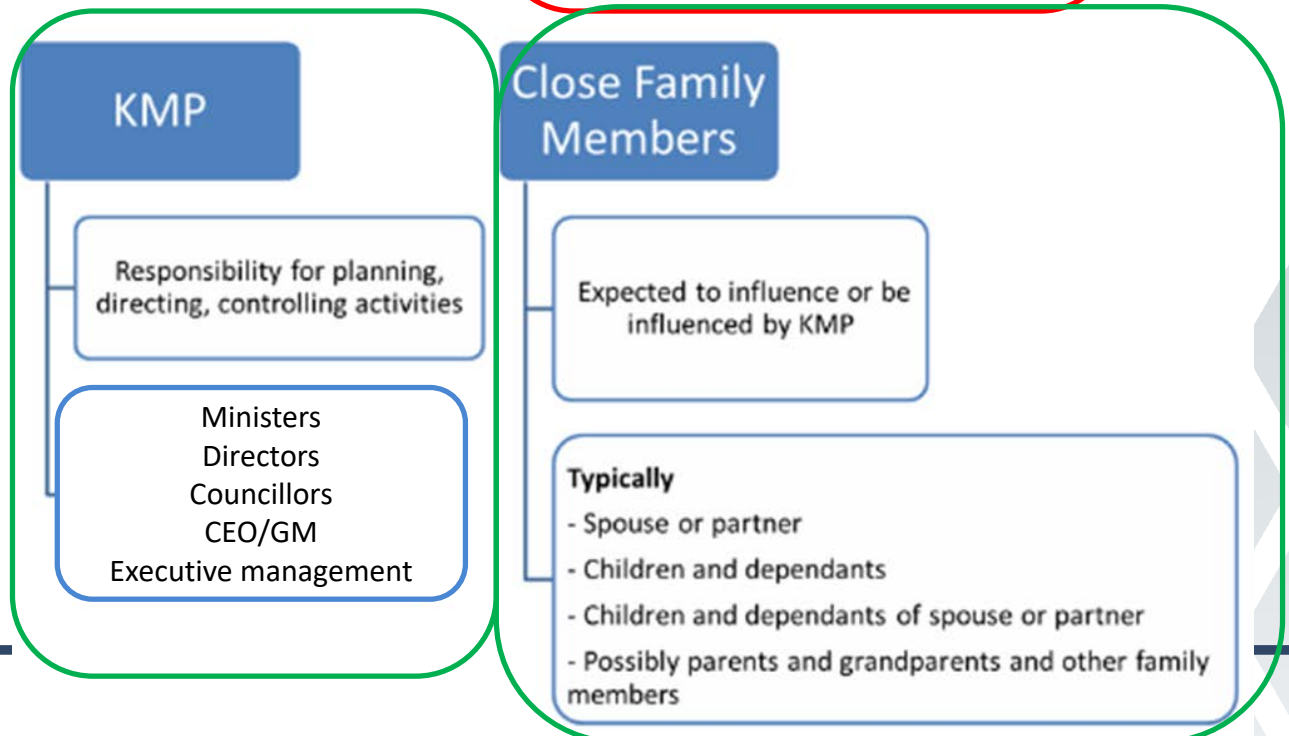 KMP
Responsibility for planning,
directing, controlling activities
Ministers
Directors
Councillors
CEO/GM
Executive management
Close Family
Members
Expected to influence or be
influenced by KMP
Typically
- Spouse or partner
- Children and dependants
- Children and dependants of spouse or partner
- Possibly parents and grandparents and other family
members